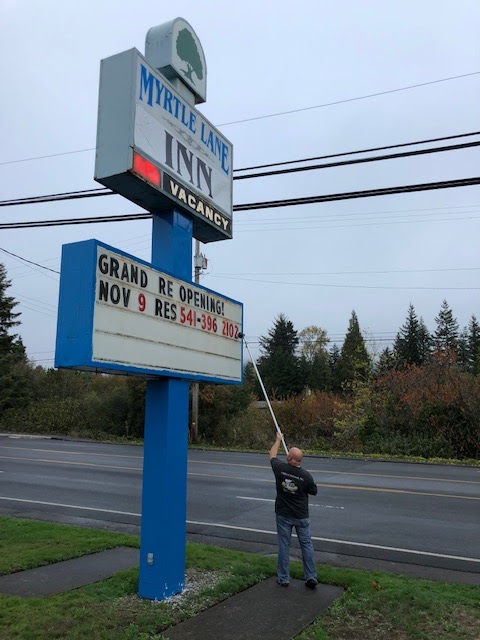 MYRTLE LANE
INN
VACANCY
GRAND RE OPENING!
NOV 9 RES 541-396 2102